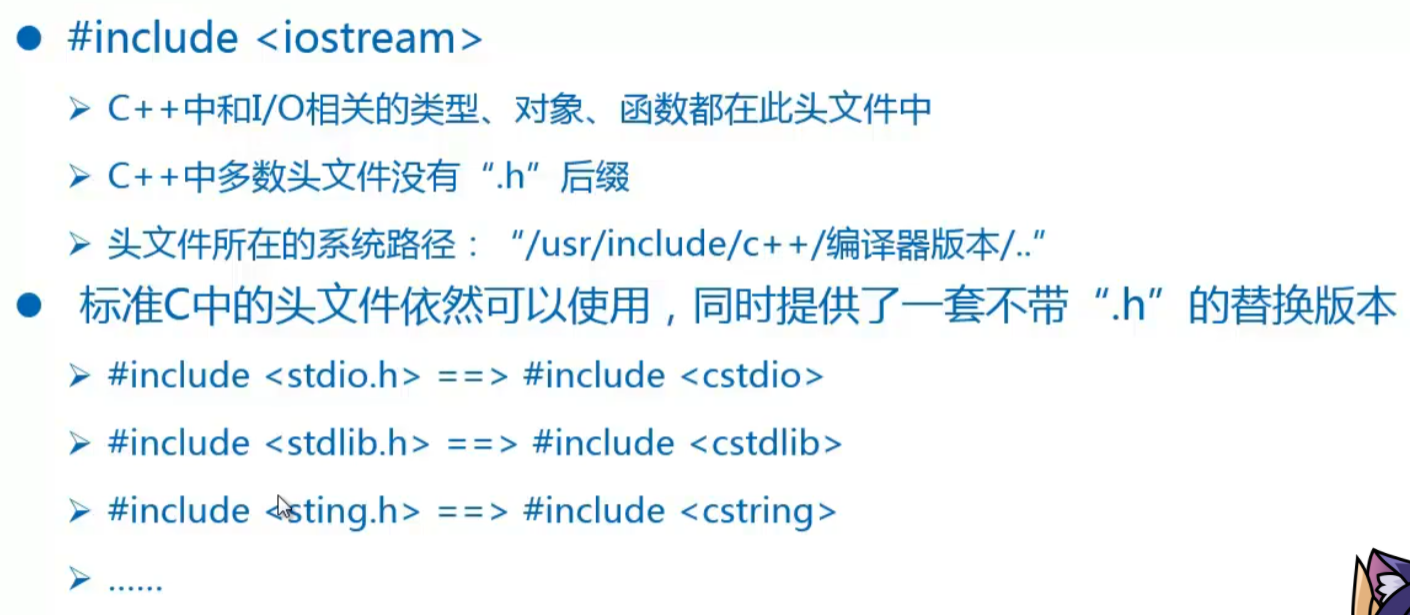 ● #include <iostream>
➢ C++中和I/O相关的类型、对象、函数都在此头文件中
➢ C++中多数头文件没有“.h”后缀
➢ 头文件所在的系统路径：“/usr/include/c++/编译器版本/..”
● 标准C中的头文件依然可以使用，同时提供了一套不带“.h”的替换版本
➢ #include <stdio.h> ==> #include <cstdio>
➢ #include <stdlib.h> ==> #include <cstdlib>
➢ #include <sting.h> ==> #include <cstring>
➢ ……